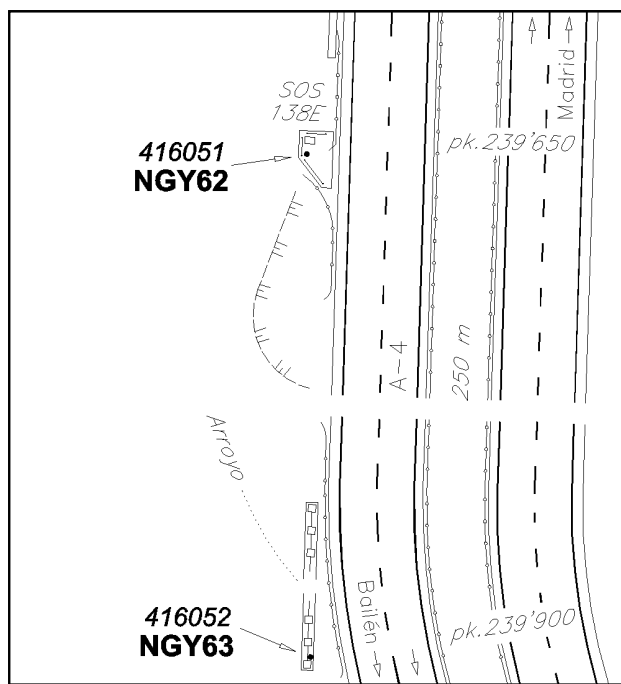 SOS
138E
Madrid
pk.239'650
416051
NGY62
A-4
250 m
Arroyo
Bailén
pk.239'900
416052
NGY63